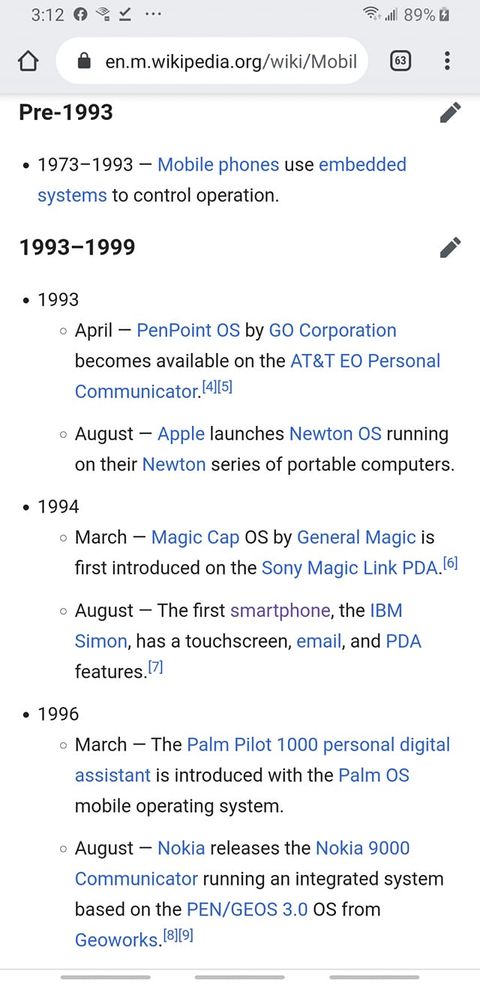 3:12 89%
en.m.wikipedia.org/wiki/Mobil 63
Pre-1993
• 1973–1993 — Mobile phones use embedded
systems to control operation.
1993–1999
• 1993
◦ April — PenPoint OS by GO Corporation
becomes available on the AT&T EO Personal
Communicator.[4][5]
◦ August — Apple launches Newton OS running
on their Newton series of portable computers.
• 1994
◦ March — Magic Cap OS by General Magic is
first introduced on the Sony Magic Link PDA.[6]
◦ August — The first smartphone, the IBM
Simon, has a touchscreen, email, and PDA
features.[7]
• 1996
◦ March — The Palm Pilot 1000 personal digital
assistant is introduced with the Palm OS
mobile operating system.
◦ August — Nokia releases the Nokia 9000
Communicator running an integrated system
based on the PEN/GEOS 3.0 OS from
Geoworks.[8][9]